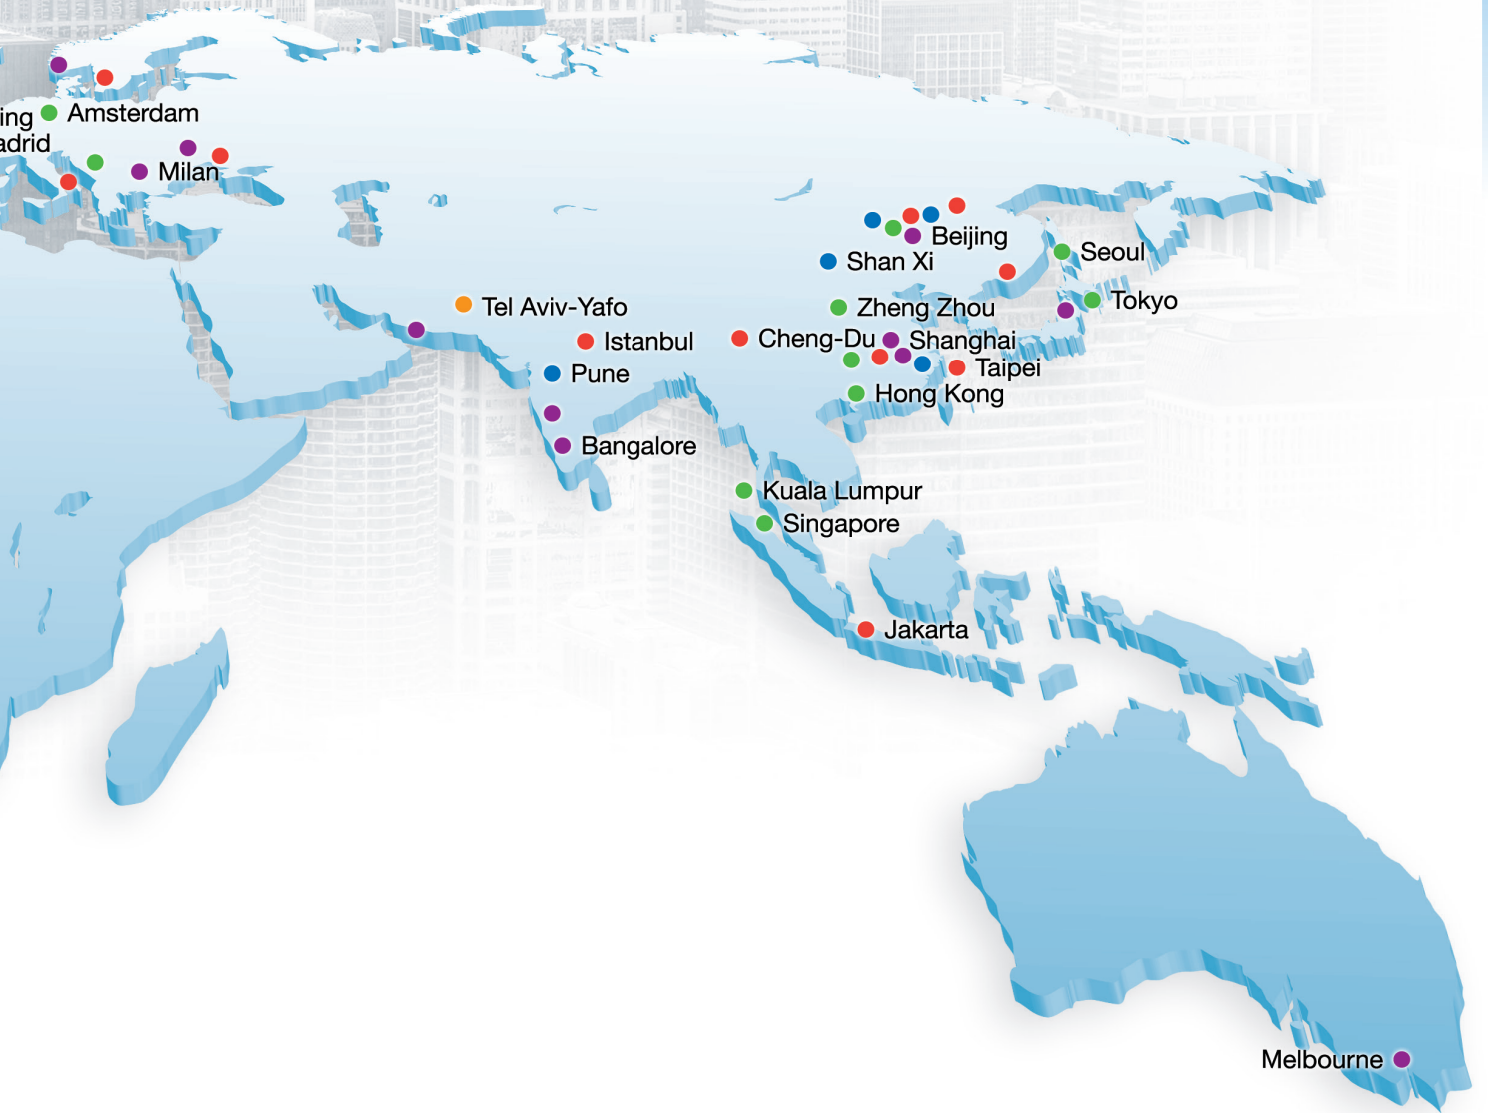 Amsterdam
ing
adrid
Milan
Beijing
Seoul
Shan Xi
Tel Aviv-Yafo
Zheng Zhou
Tokyo
Istanbul
Cheng-Du
Shanghai
Pune
Taipei
Hong Kong
Bangalore
Kuala Lumpur
Singapore
Jakarta
Melbourne